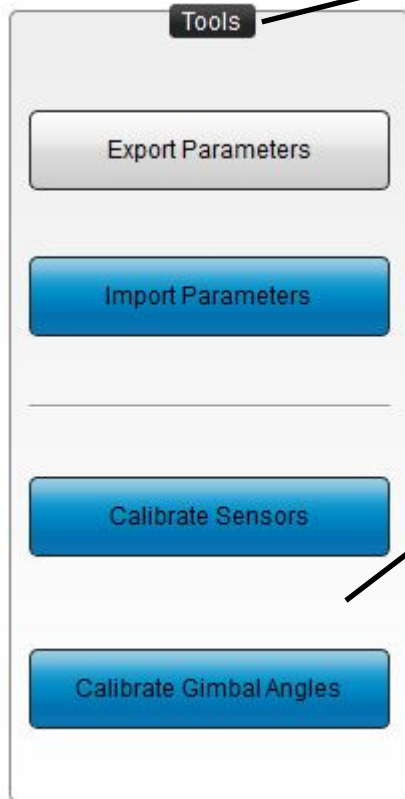 Tools
Export Parameters
Import Parameters
Calibrate Sensors
Calibrate Gimbal Angles